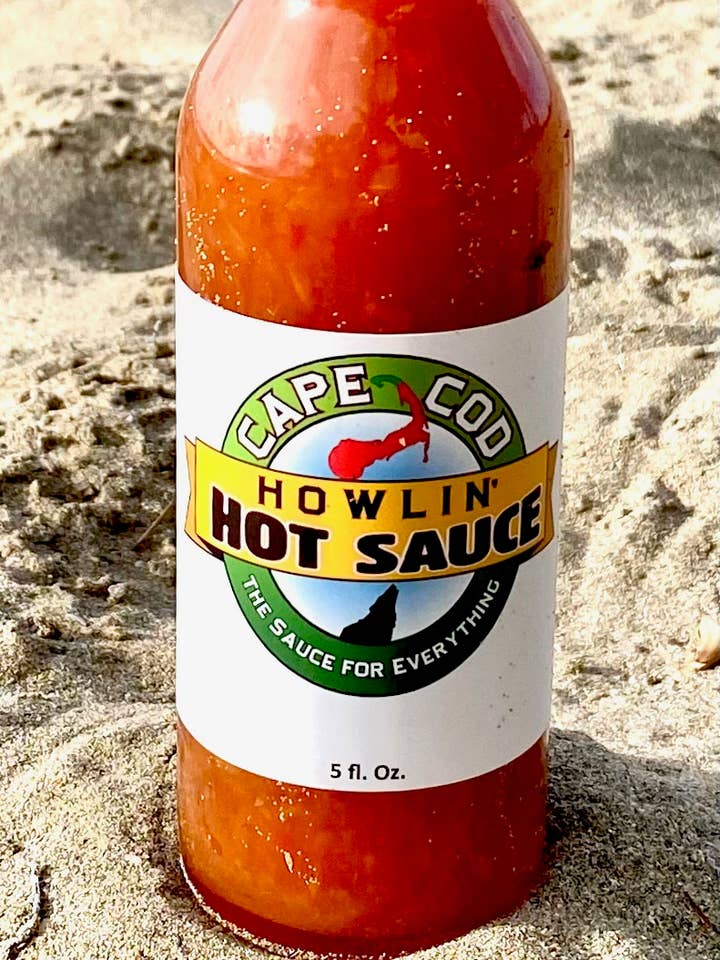 CAPE COD
HOWLIN'
HOT SAUCE
THE SAUCE FOR EVERYTHING
5 fl. Oz.